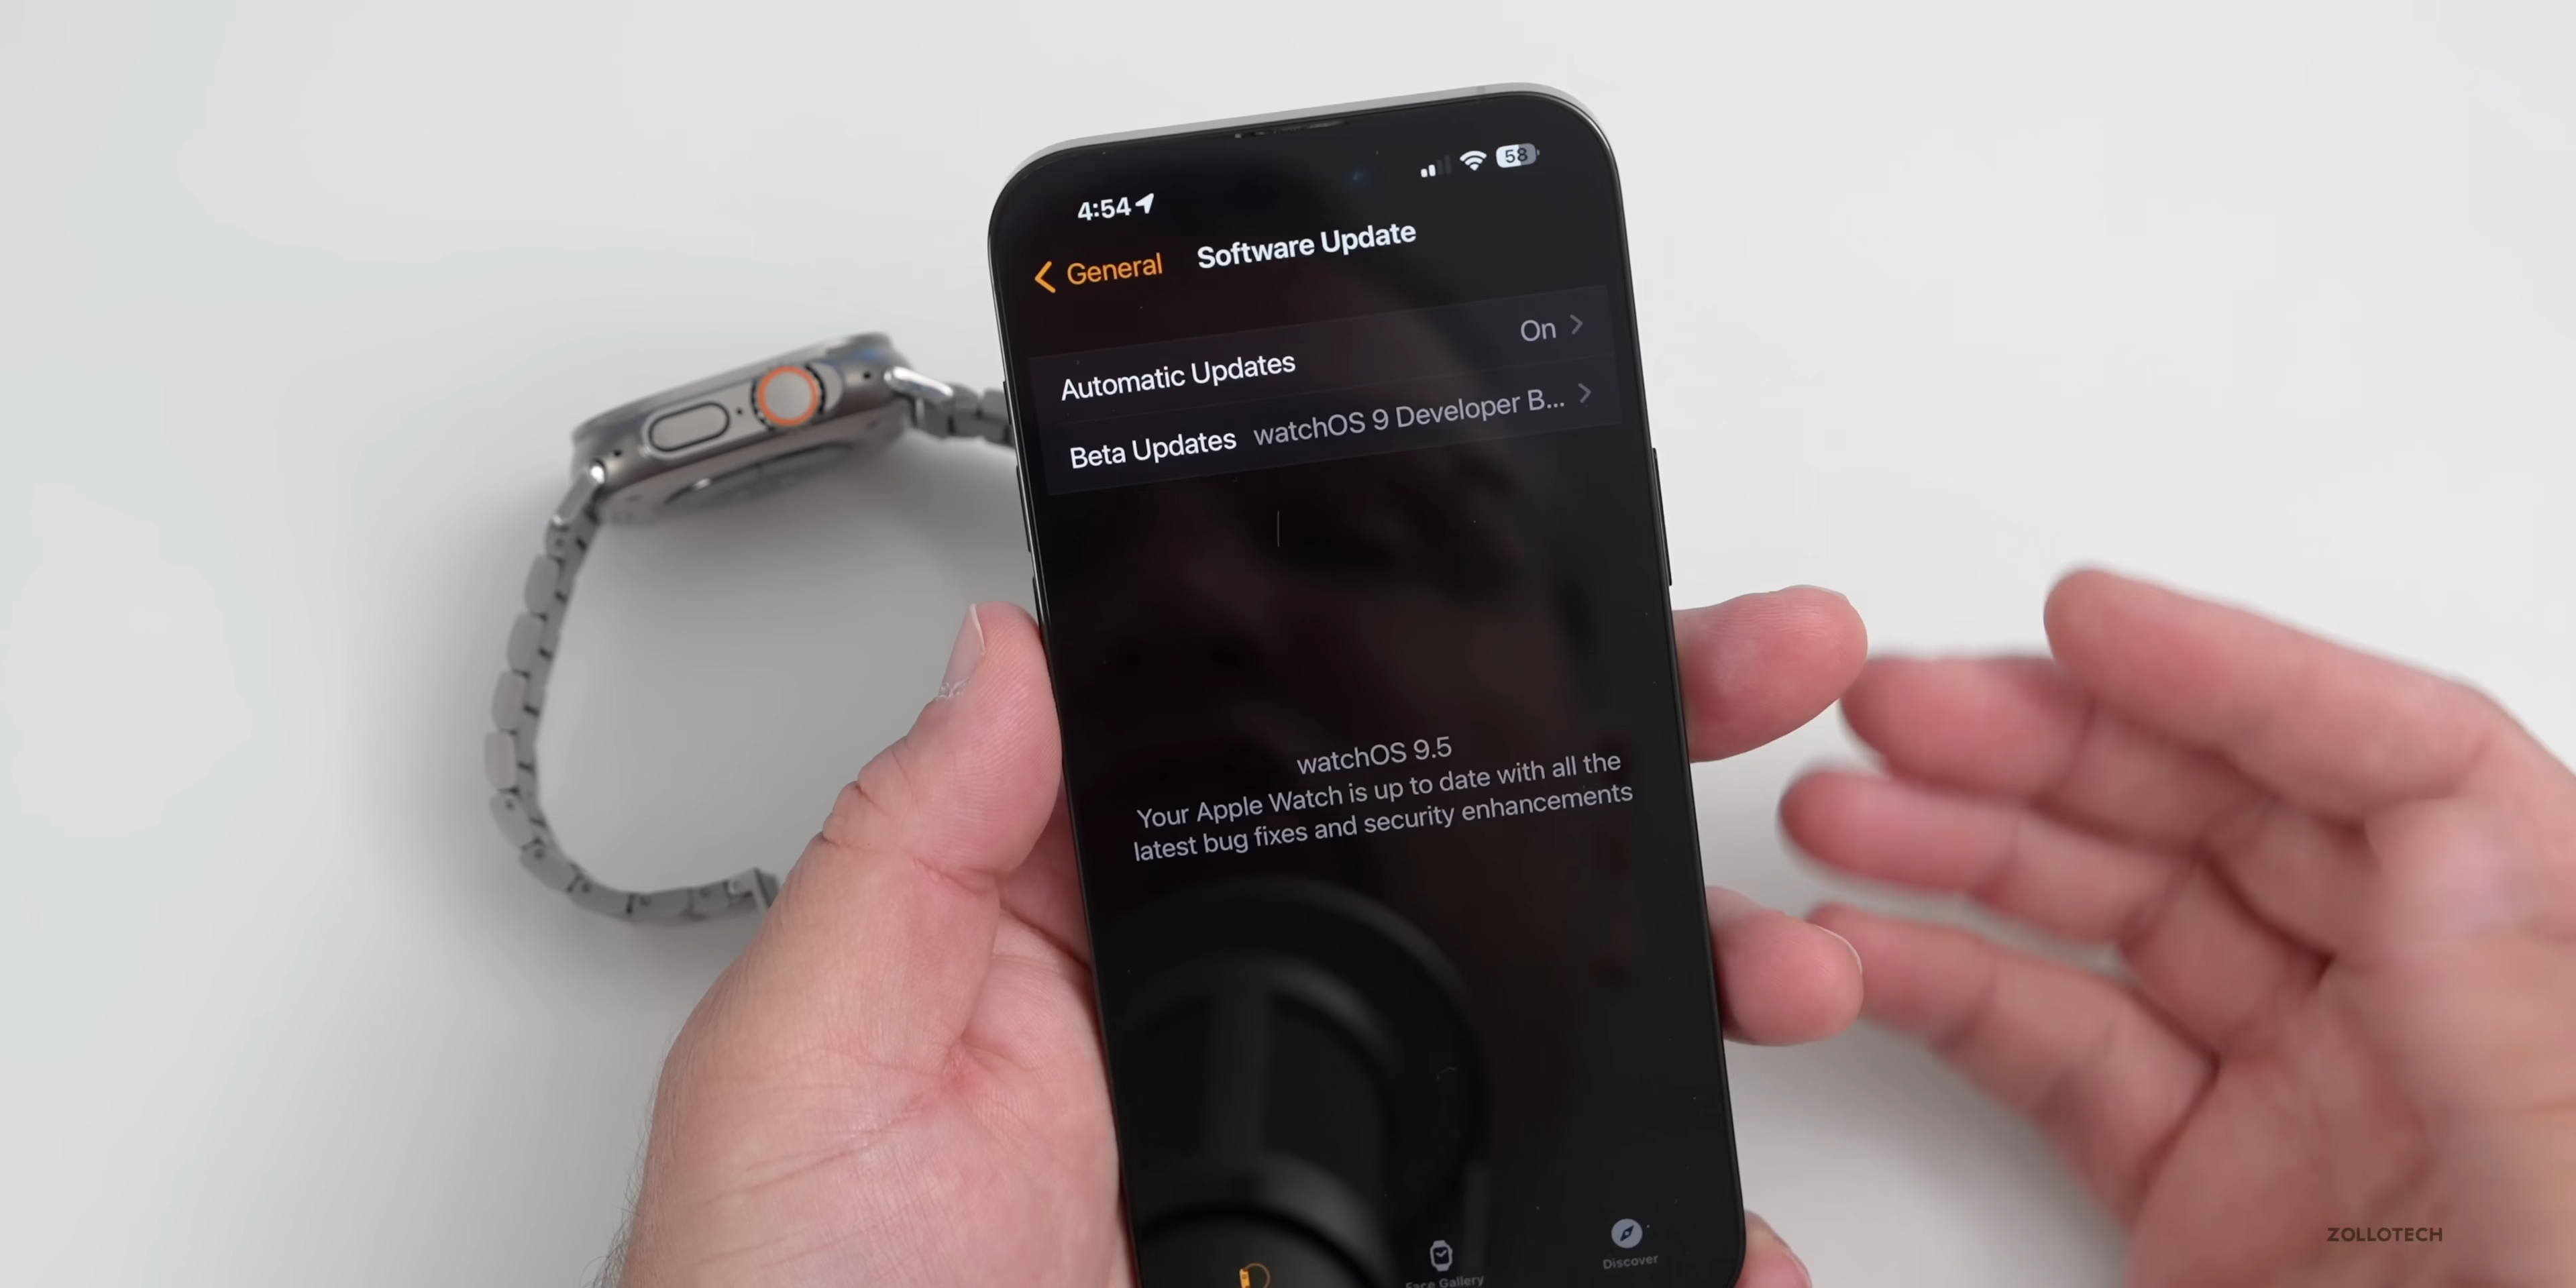 4:54
58
General
Software Update
Automatic Updates
On
Beta Updates
watchOS 9 Developer B...
watchOS 9.5
Your Apple Watch is up to date with all the
latest bug fixes and security enhancements
Face Gallery
Discover
ZOLLOTECH